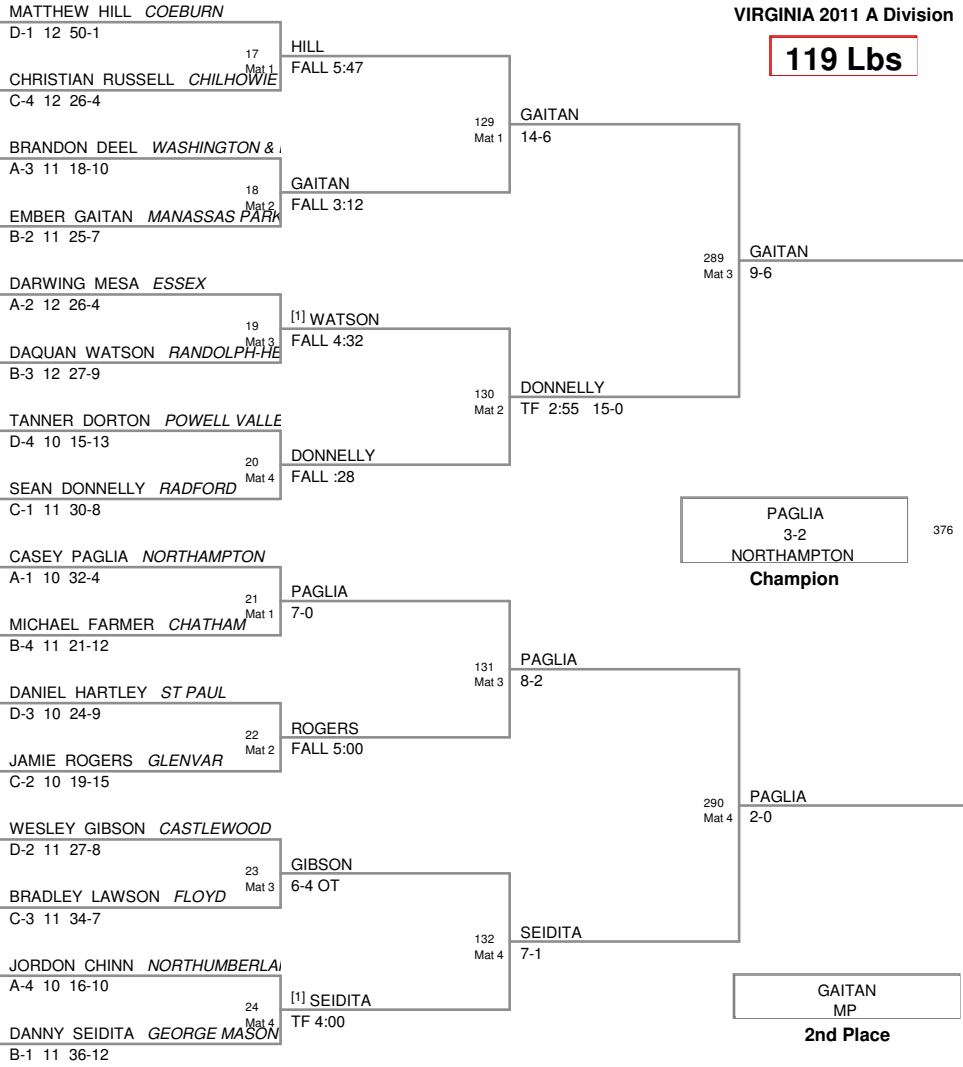 VIRGINIA 2011 A Division
119 Lbs
MATTHEW HILL COEBURN
D-1 12 50-1
17
Mat 1
HILL
FALL 5:47
CHRISTIAN RUSSELL CHILHOWIE
C-4 12 26-4
129
Mat 1
GAITAN
14-6
BRANDON DEEL WASHINGTON &
A-3 11 18-10
18
Mat 2
GAITAN
FALL 3:12
EMBER GAITAN MANASSAS PARK
B-2 11 25-7
289
Mat 3
GAITAN
9-6
DARWING MESA ESSEX
A-2 12 26-4
19
Mat 3
[1] WATSON
FALL 4:32
DAQUAN WATSON RANDOLPH-HE
B-3 12 27-9
130
Mat 2
DONNELLY
TF 2:55 15-0
TANNER DORTON POWELL VALLE
D-4 10 15-13
20
Mat 4
DONNELLY
FALL :28
SEAN DONNELLY RADFORD
C-1 11 30-8
PAGLIA
3-2
NORTHAMPTON
376
Champion
CASEY PAGLIA NORTHAMPTON
A-1 10 32-4
21
Mat 1
PAGLIA
7-0
MICHAEL FARMER CHATHAM
B-4 11 21-12
131
Mat 3
PAGLIA
8-2
DANIEL HARTLEY ST PAUL
D-3 10 24-9
22
Mat 2
ROGERS
FALL 5:00
JAMIE ROGERS GLENVAR
C-2 10 19-15
290
Mat 4
PAGLIA
2-0
WESLEY GIBSON CASTLEWOOD
D-2 11 27-8
23
Mat 3
GIBSON
6-4 OT
BRADLEY LAWSON FLOYD
C-3 11 34-7
132
Mat 4
SEIDITA
7-1
JORDON CHINN NORTHUMBERLA
A-4 10 16-10
24
Mat 4
[1] SEIDITA
TF 4:00
DANNY SEIDITA GEORGE MASON
B-1 11 36-12
GAITAN
MP
2nd Place